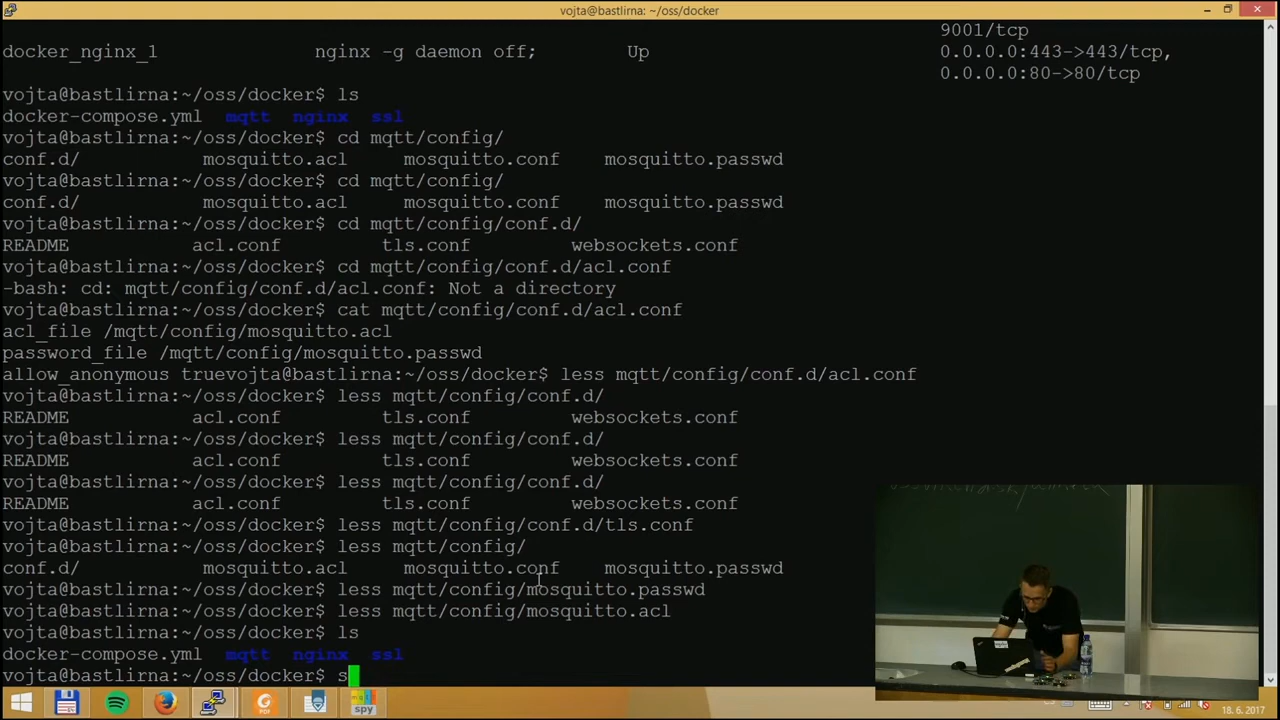 vojta@bastlirna: ~/oss/docker
9001/tcp
docker_nginx_1 nginx -g daemon off; Up 0.0.0.0:443->443/tcp,
0.0.0.0:80->80/tcp
vojta@bastlirna:~/oss/docker$ ls
docker-compose.yml mqtt nginx ssl
vojta@bastlirna:~/oss/docker$ cd mqtt/config/
conf.d/ mosquitto.acl mosquitto.conf mosquitto.passwd
vojta@bastlirna:~/oss/docker$ cd mqtt/config/
conf.d/ mosquitto.acl mosquitto.conf mosquitto.passwd
vojta@bastlirna:~/oss/docker$ cd mqtt/config/conf.d/
README acl.conf tls.conf websockets.conf
vojta@bastlirna:~/oss/docker$ cd mqtt/config/conf.d/acl.conf
-bash: cd: mqtt/config/conf.d/acl.conf: Not a directory
vojta@bastlirna:~/oss/docker$ cat mqtt/config/conf.d/acl.conf
acl_file /mqtt/config/mosquitto.acl
password_file /mqtt/config/mosquitto.passwd
allow_anonymous truevojta@bastlirna:~/oss/docker$ less mqtt/config/conf.d/acl.conf
vojta@bastlirna:~/oss/docker$ less mqtt/config/conf.d/
README acl.conf tls.conf websockets.conf
vojta@bastlirna:~/oss/docker$ less mqtt/config/conf.d/
README acl.conf tls.conf websockets.conf
vojta@bastlirna:~/oss/docker$ less mqtt/config/conf.d/
README acl.conf tls.conf websockets.conf
vojta@bastlirna:~/oss/docker$ less mqtt/config/conf.d/tls.conf
vojta@bastlirna:~/oss/docker$ less mqtt/config/
conf.d/ mosquitto.acl mosquitto.conf mosquitto.passwd
vojta@bastlirna:~/oss/docker$ less mqtt/config/mosquitto.passwd
vojta@bastlirna:~/oss/docker$ less mqtt/config/mosquitto.acl
vojta@bastlirna:~/oss/docker$ ls
docker-compose.yml mqtt nginx ssl
vojta@bastlirna:~/oss/docker$ s
PDF
spy
18. 6. 2017